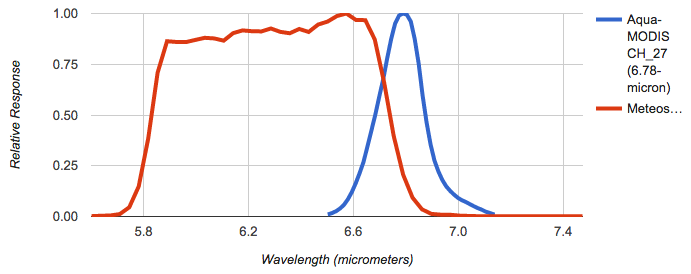 1.00
0.75
0.50
0.25
0.00
Relative Response
5.8 6.2 6.6 7.0 7.4
Wavelength (micrometers)
Aqua-
MODIS
CH_27
(6.78-
micron)
Meteos...